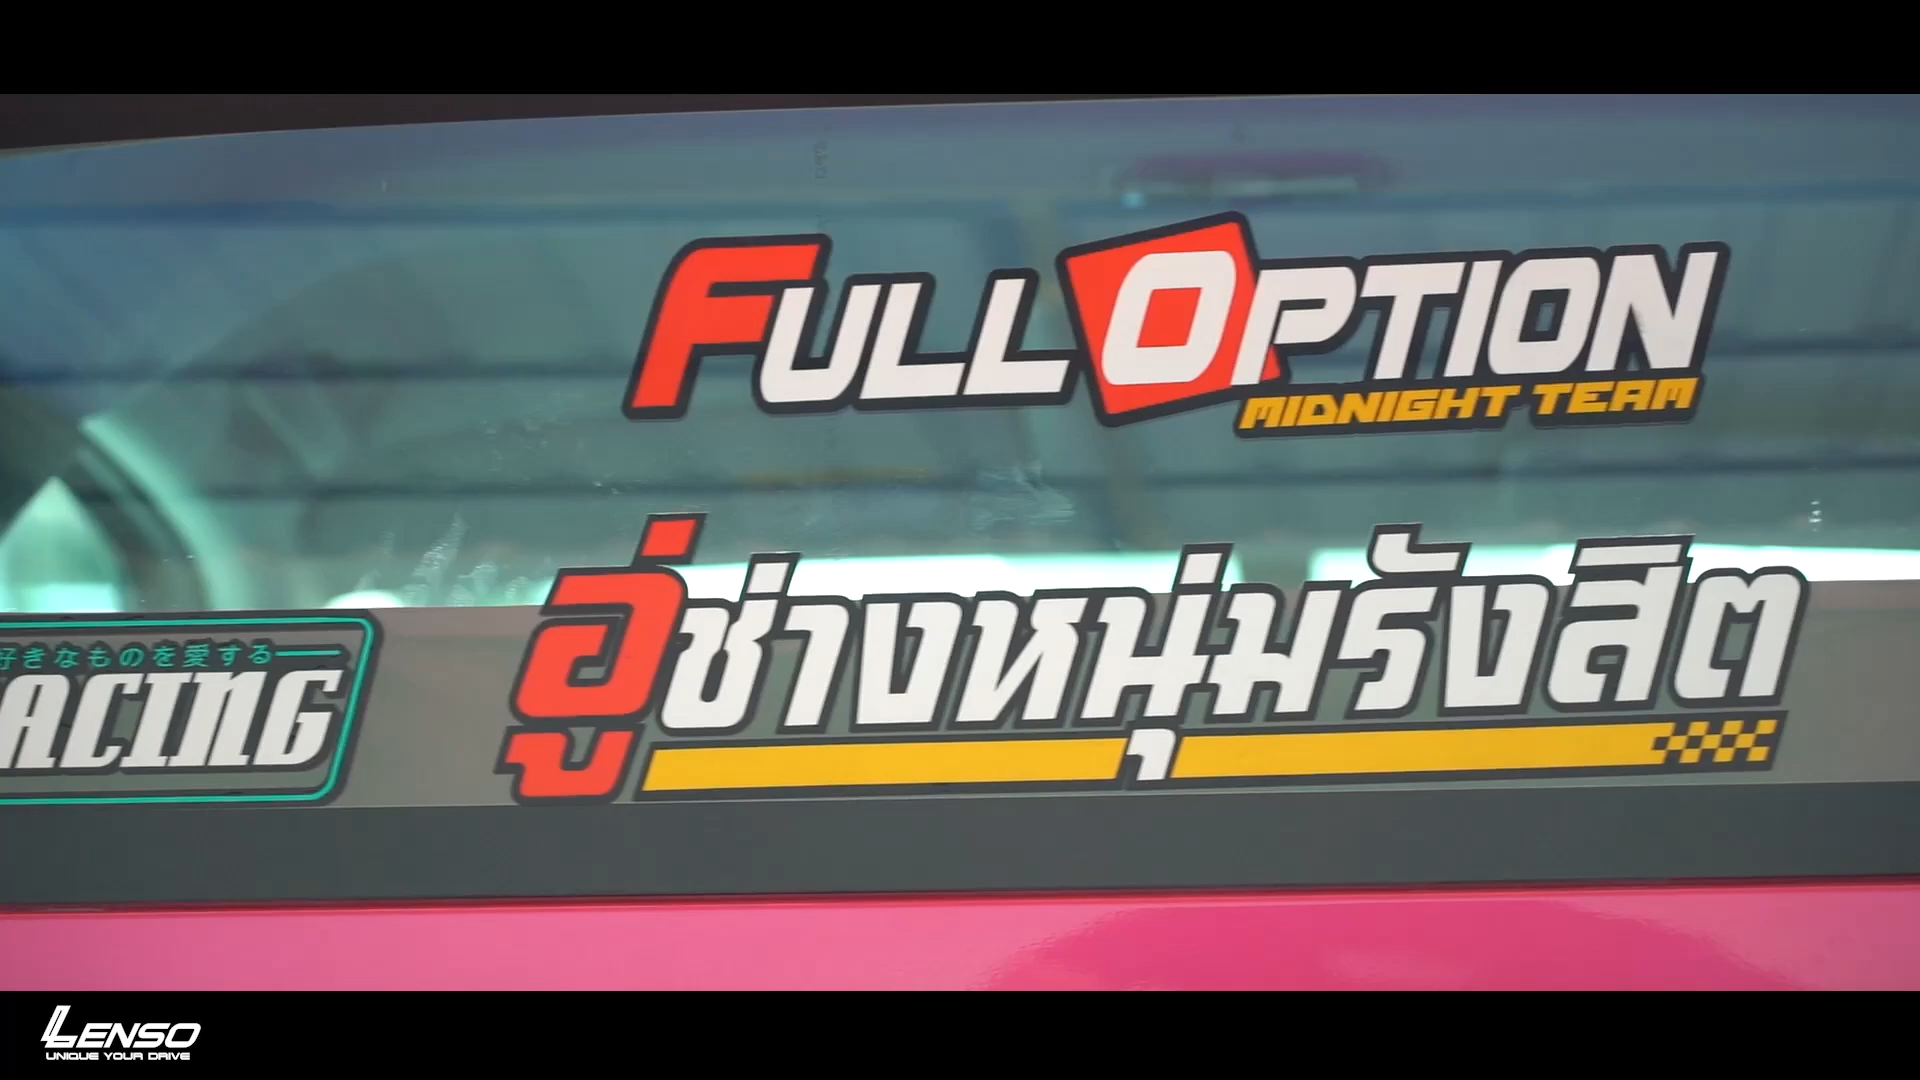 FULL OPTION
MIDNIGHT TEAM
อู่ช่างหนุ่มรังสิต
好きなものを愛する
ACING
LENSO
UNIQUE YOUR DRIVE